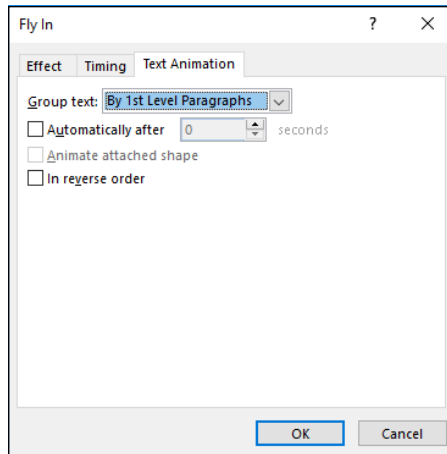 Fly In ? ×
Effect Timing Text Animation
Group text: By 1st Level Paragraphs
Automatically after 0 seconds
Animate attached shape
In reverse order
OK Cancel